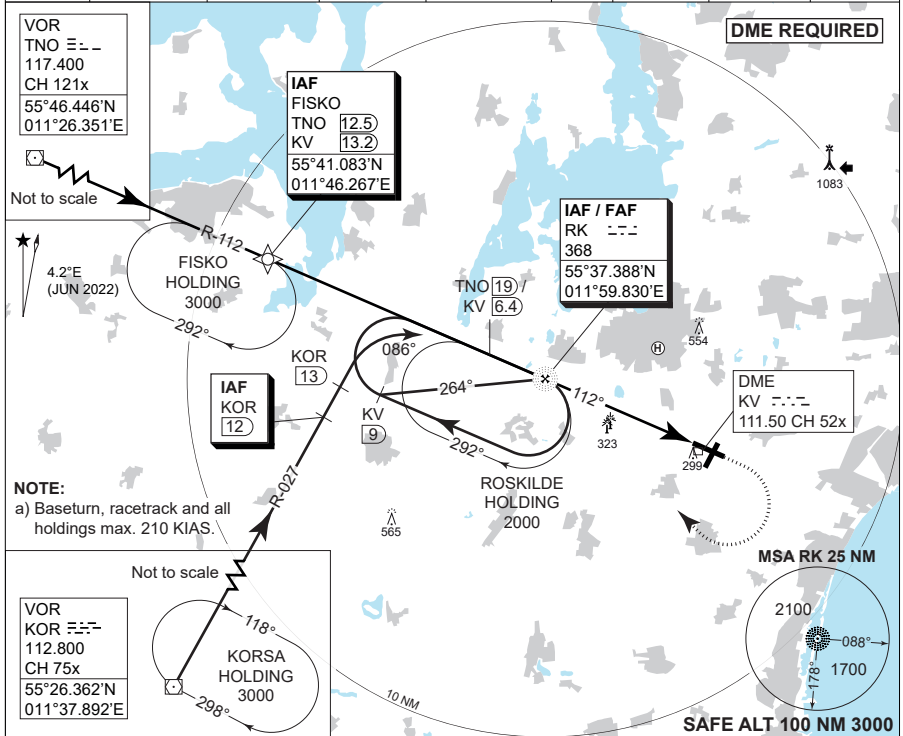 VOR
TNO
117.400
CH 121x
55°46.446'N
011°26.351'E
Not to scale
4.2°E
(JUN 2022)
IAF
FISKO
TNO 12.5
KV 13.2
55°41.083'N
011°46.267'E
DME REQUIRED
1083
IAF / FAF
RK
368
55°37.388'N
011°59.830'E
R-112
FISKO
HOLDING
3000
292°
TNO 19 /
KV 6.4
554
H
086°
KOR
13
264°
112°
IAF
KOR
12
KV
9
292°
323
DME
KV
111.50 CH 52x
299
ROSKILDE
HOLDING
2000
R-027
NOTE:
a) Baseturn, racetrack and all
holdings max. 210 KIAS.
565
Not to scale
VOR
KOR
112.800
CH 75x
55°26.362'N
011°37.892'E
118°
KORSA
HOLDING
3000
298°
10 NM
MSA RK 25 NM
2100
088°
178°
1700
SAFE ALT 100 NM 3000